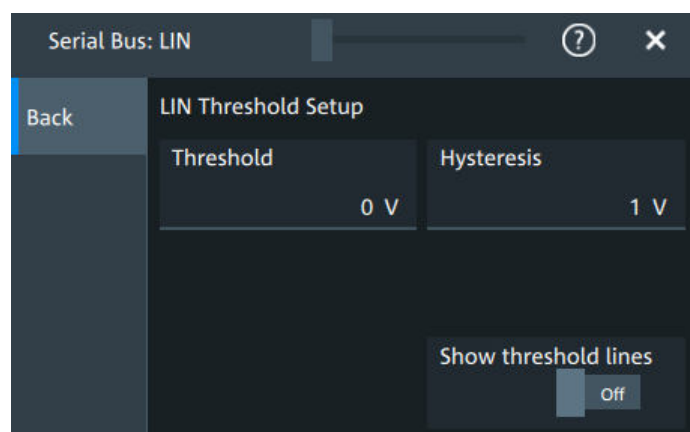 Serial Bus: LIN ?
Back
LIN Threshold Setup
Threshold Hysteresis
0 V 1 V
Show threshold lines
Off